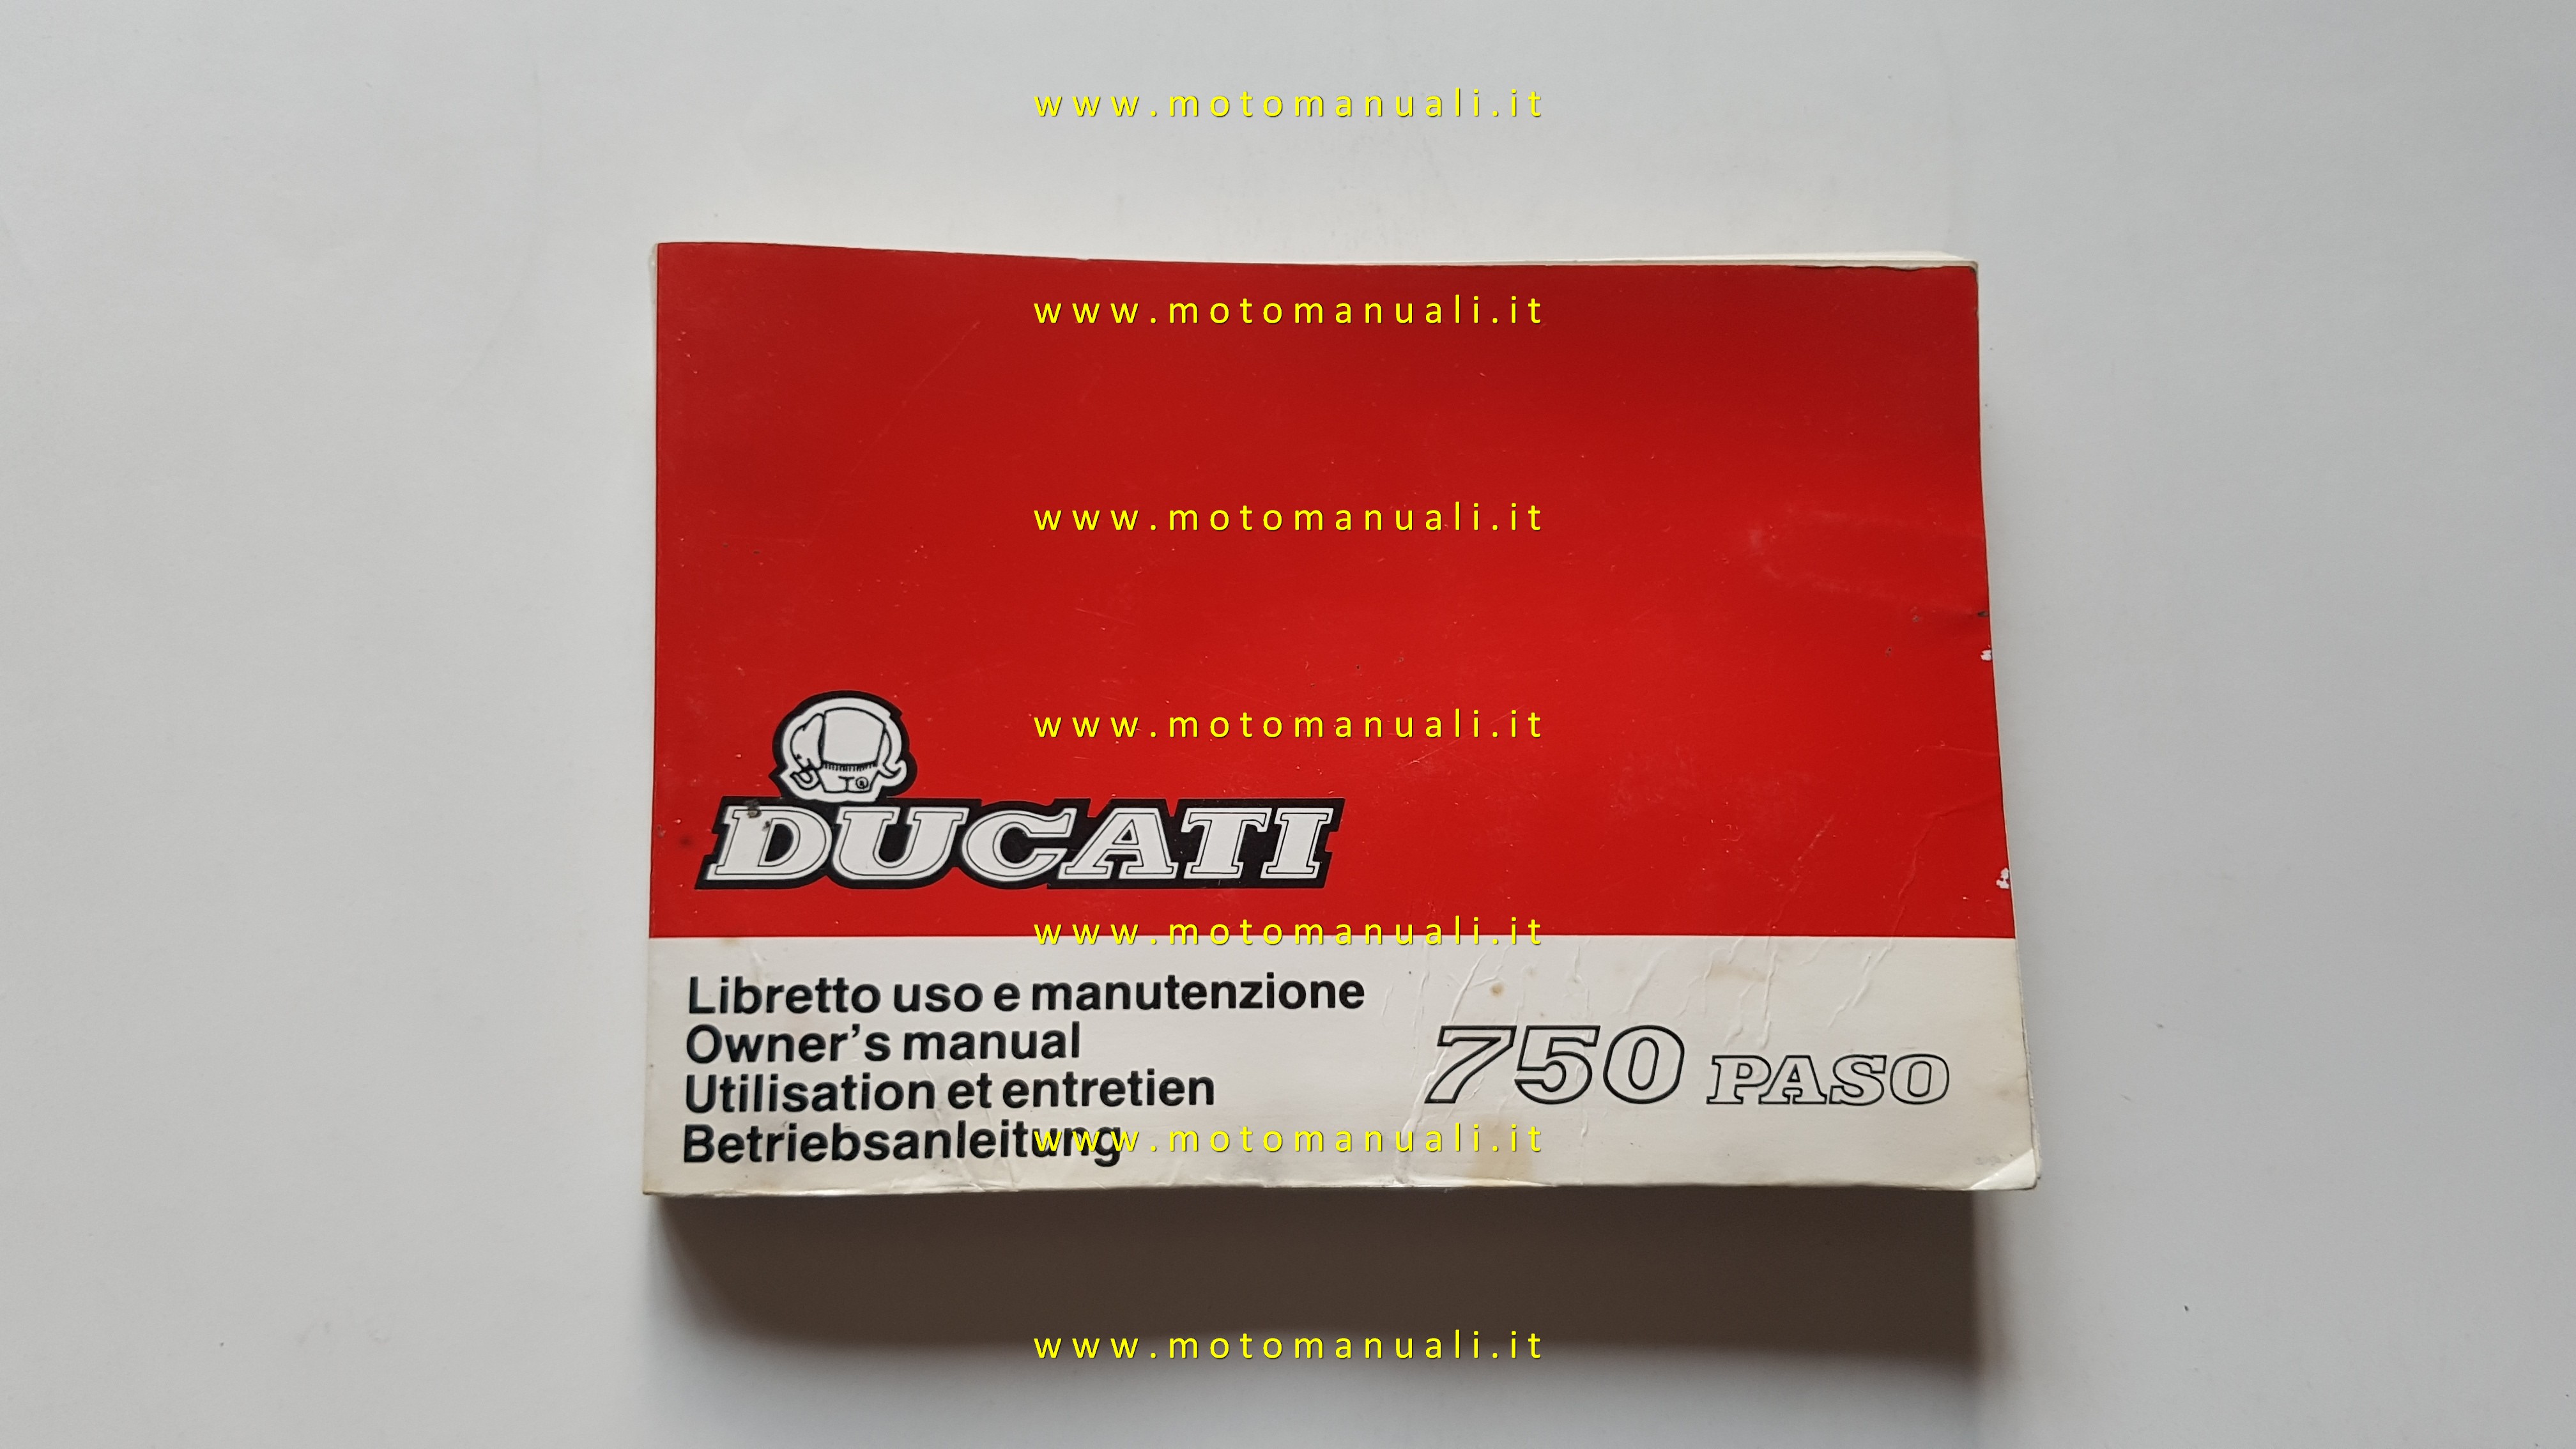 www.motomanuali.it
www.motomanuali.it
www.motomanuali.it
www.motomanuali.it
DUCATI
www.motomanuali.it
Libretto uso e manutenzione
Owner's manual
Utilisation et entretien
750 PASO
Betriebsanleitung
www.motomanuali.it
www.motomanuali.it